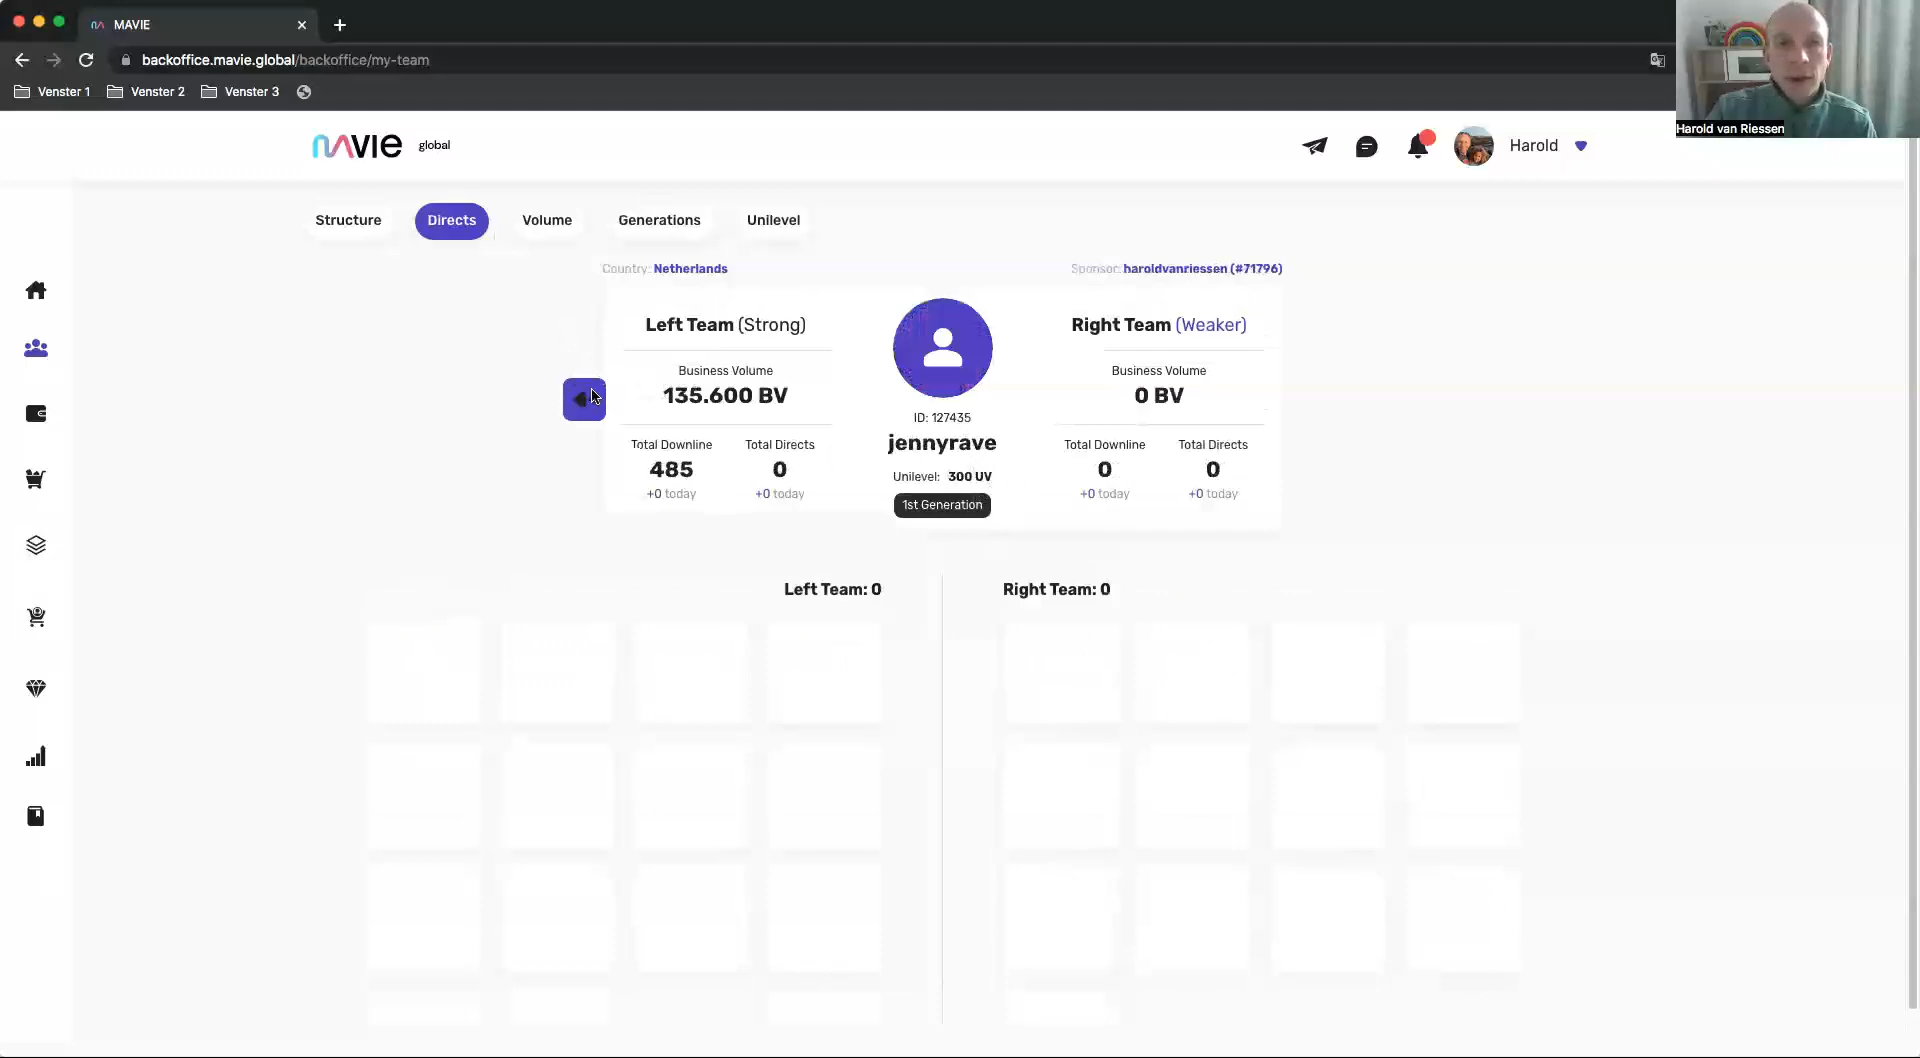 MAVIE
backoffice.mavie.global/backoffice/my-team
Venster 1
Venster 2
Venster 3
Harold van Riessen
MAVIE global
Harold
Structure
Directs
Volume
Generations
Unilevel
Country: Netherlands
Sponsor: haroldvanriessen (#71796)
Left Team (Strong)
Business Volume
135.600 BV
Total Downline
Total Directs
485
0
+0 today
+0 today
ID: 127435
jennyrave
Unilevel: 300 UV
1st Generation
Right Team (Weaker)
Business Volume
0 BV
Total Downline
Total Directs
0
0
+0 today
+0 today
Left Team: 0
Right Team: 0